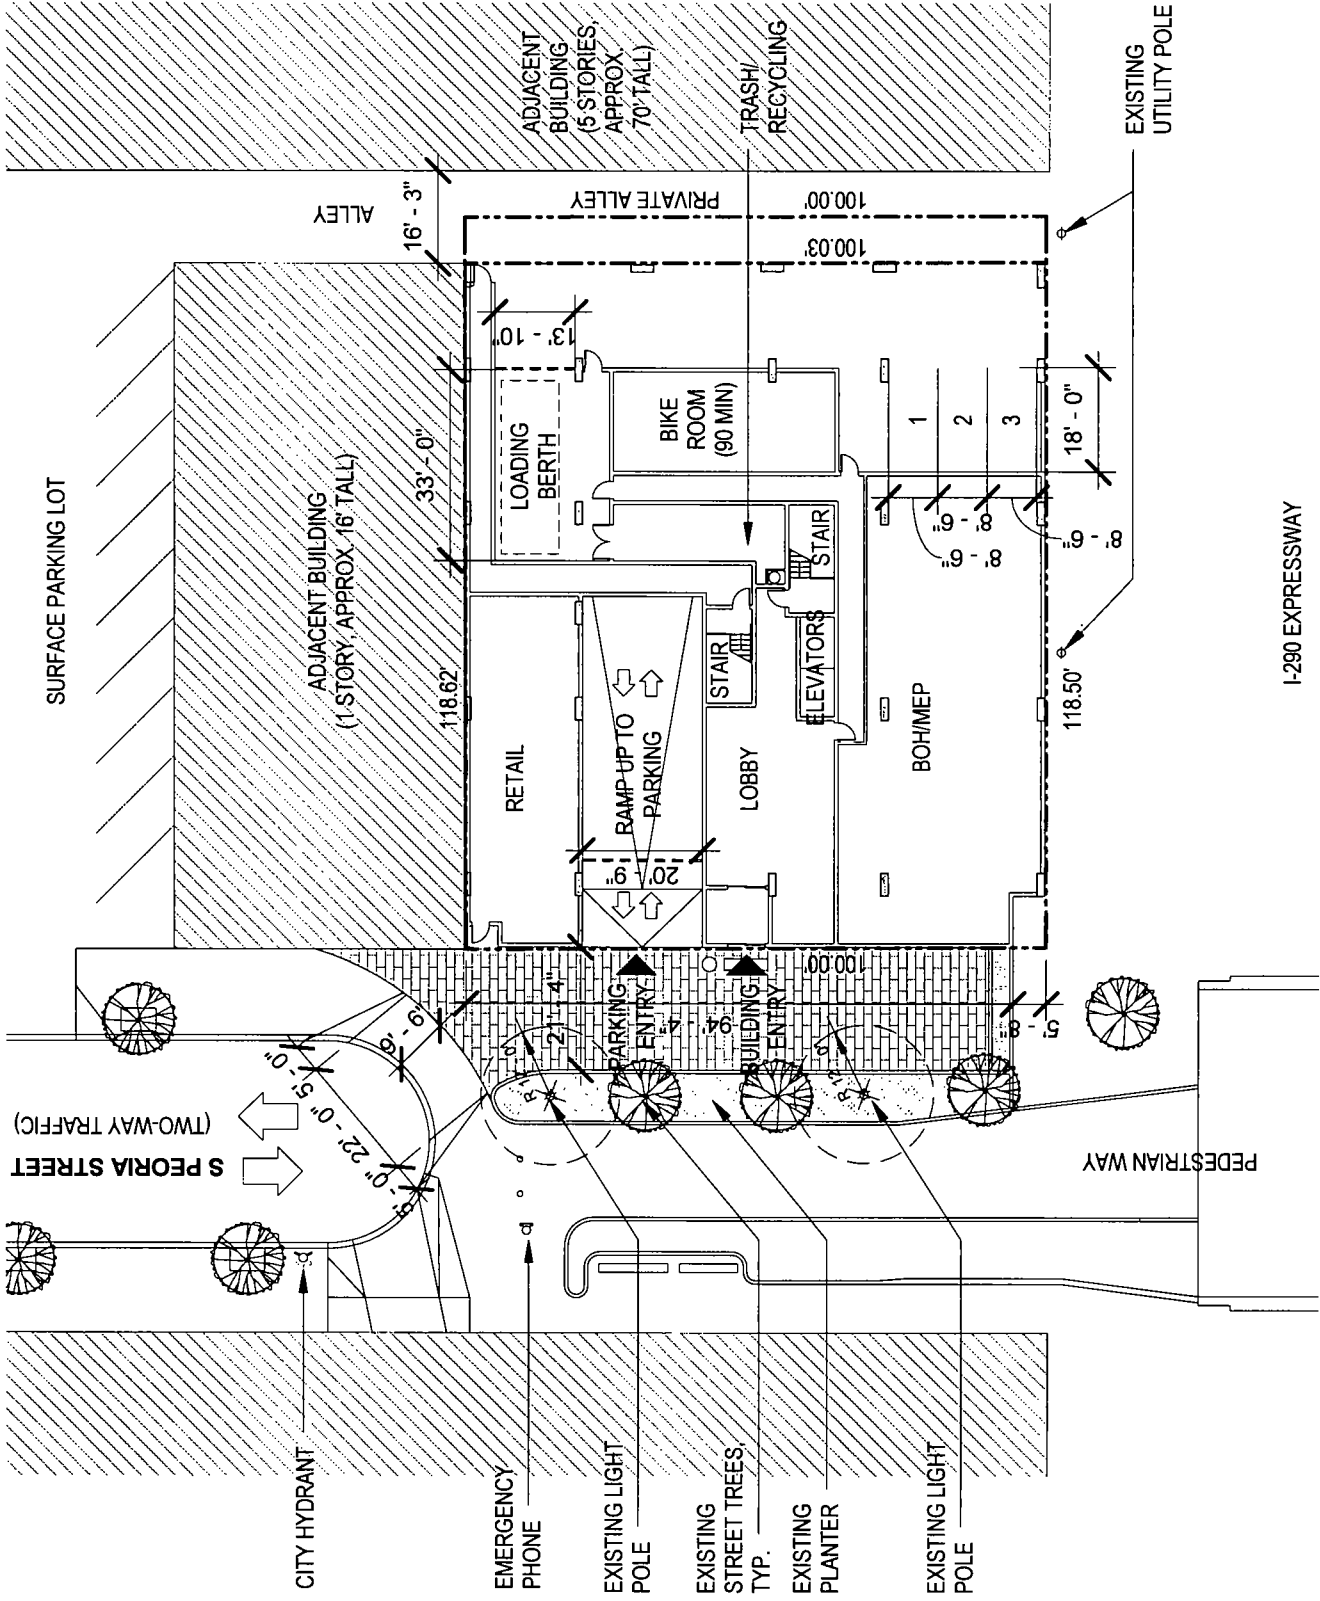 SURFACE PARKING LOT
ADJACENT BUILDING
(1 STORY, APPROX. 16' TALL)
ADJACENT
BUILDING
(5 STORIES,
APPROX.
70' TALL)
TRASH/
RECYCLING
EXISTING
UTILITY POLE
I-290 EXPRESSWAY
ALLEY
PRIVATE ALLEY
16' - 3"
100.00'
100.03'
118.62'
33' - 0"
13' - 10"
LOADING
BERTH
BIKE
ROOM
(90 MIN)
1
2
3
18' - 0"
8' - 6"
8' - 6"
8' - 6"
118.50'
RETAIL
RAMP UP TO
PARKING
20' - 9"
STAIR
STAIR
ELEVATORS
LOBBY
BOH/MEP
100.00'
PARKING
ENTRY
BUILDING
ENTRY
21' - 4"
94' - 4"
5' - 8"
S PEORIA STREET
(TWO-WAY TRAFFIC)
5' - 0"
22' - 0"
5' - 0"
PEDESTRIAN WAY
CITY HYDRANT
EMERGENCY
PHONE
EXISTING LIGHT
POLE
EXISTING
STREET TREES,
TYP.
EXISTING
PLANTER
EXISTING LIGHT
POLE